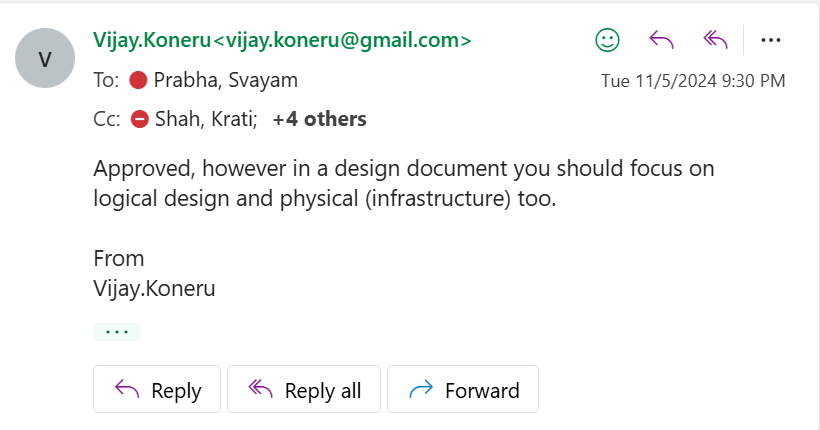 V
Vijay.Koneru<vijay.koneru@gmail.com>
To: Prabha, Svayam
Tue 11/5/2024 9:30 PM
Cc: Shah, Krati; +4 others
Approved, however in a design document you should focus on
logical design and physical (infrastructure) too.
From
Vijay.Koneru
Reply
Reply all
Forward